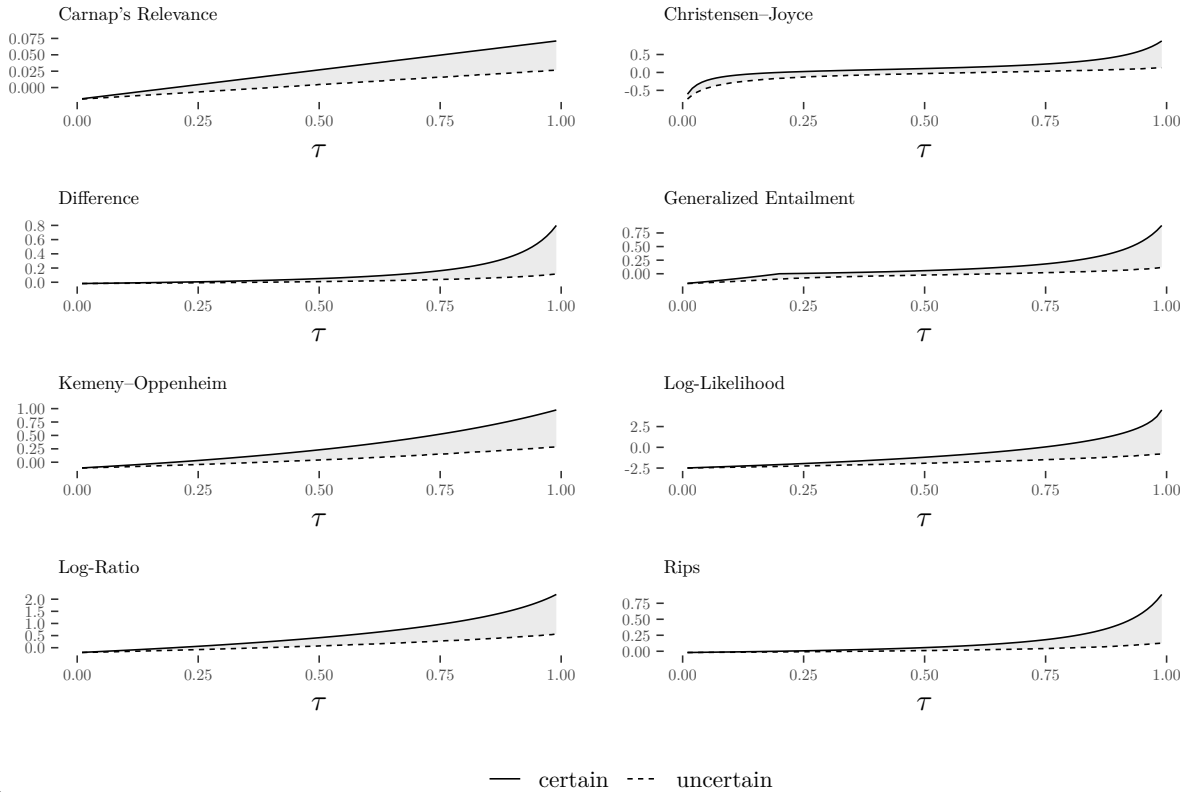 Carnap's Relevance
0.075
0.050
0.025
0.000
0.00 0.25 0.50 0.75 1.00
τ
Christensen–Joyce
0.5
0.0
-0.5
0.00 0.25 0.50 0.75 1.00
τ
Difference
0.8
0.6
0.4
0.2
0.0
0.00 0.25 0.50 0.75 1.00
τ
Generalized Entailment
0.75
0.50
0.25
0.00
0.00 0.25 0.50 0.75 1.00
τ
Kemeny–Oppenheim
1.00
0.75
0.50
0.25
0.00
0.00 0.25 0.50 0.75 1.00
τ
Log-Likelihood
2.5
0.0
-2.5
0.00 0.25 0.50 0.75 1.00
τ
Log-Ratio
2.0
1.5
1.0
0.5
0.0
0.00 0.25 0.50 0.75 1.00
τ
Rips
0.75
0.50
0.25
0.00
0.00 0.25 0.50 0.75 1.00
τ
certain uncertain